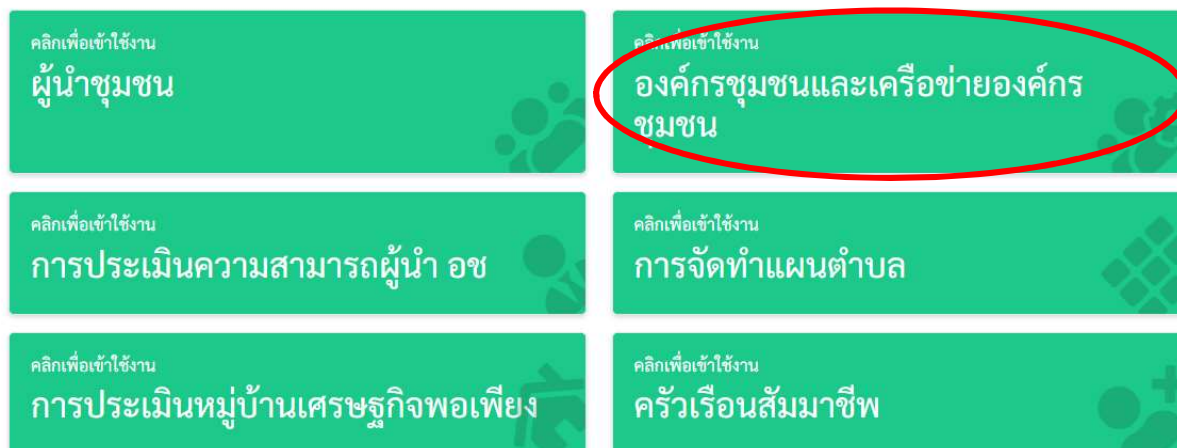 คลิกเพื่อเข้าใช้งาน
ผู้นำชุมชน
คลิกเพื่อเข้าใช้งาน
องค์กรชุมชนและเครือข่ายองค์กร
ชุมชน
คลิกเพื่อเข้าใช้งาน
การประเมินความสามารถผู้นำ อช
คลิกเพื่อเข้าใช้งาน
การจัดทำแผนตำบล
คลิกเพื่อเข้าใช้งาน
การประเมินหมู่บ้านเศรษฐกิจพอเพียง
คลิกเพื่อเข้าใช้งาน
ครัวเรือนสัมมาชีพ